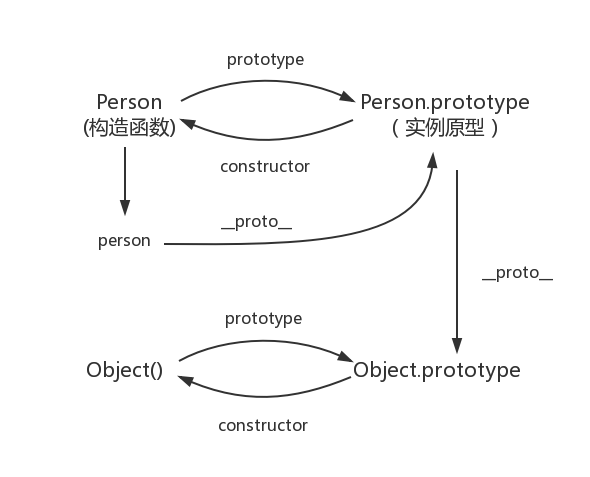 prototype
Person
(构造函数)
Person.prototype
( 实例原型 )
constructor
__proto__
person
__proto__
prototype
Object()
Object.prototype
constructor